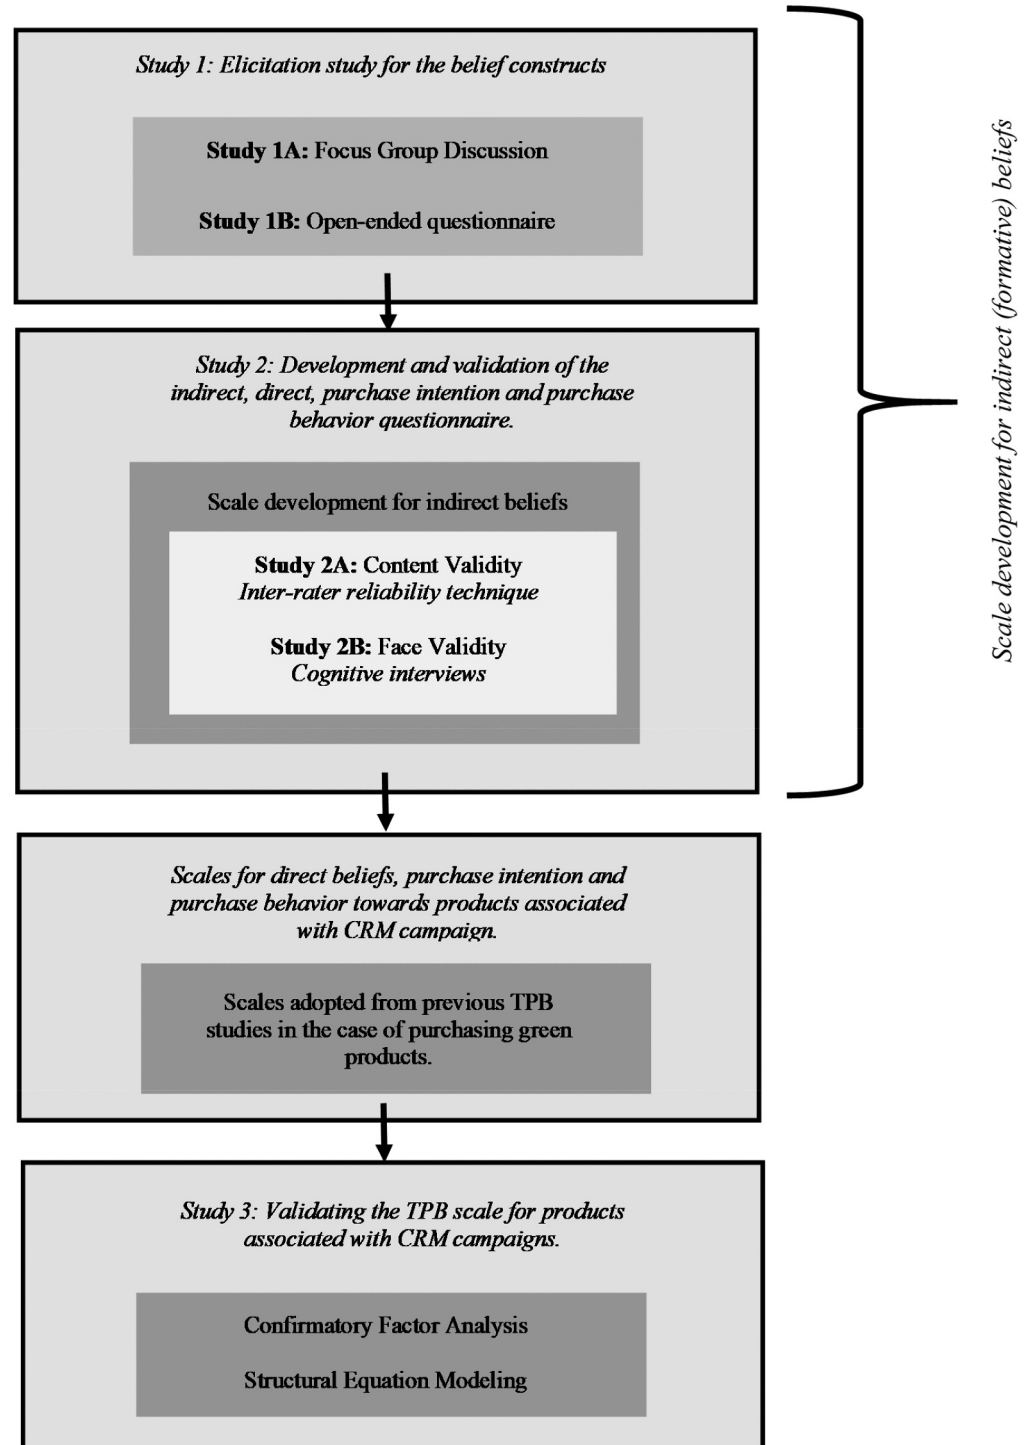 Study 1: Elicitation study for the belief constructs
Study 1A: Focus Group Discussion
Study 1B: Open-ended questionnaire
Study 2: Development and validation of the
indirect, direct, purchase intention and purchase
behavior questionnaire.
Scale development for indirect beliefs
Study 2A: Content Validity
Inter-rater reliability technique
Study 2B: Face Validity
Cognitive interviews
Scale development for indirect (formative) beliefs
Scales for direct beliefs, purchase intention and
purchase behavior towards products associated
with CRM campaign.
Scales adopted from previous TPB
studies in the case of purchasing green
products.
Study 3: Validating the TPB scale for products
associated with CRM campaigns.
Confirmatory Factor Analysis
Structural Equation Modeling